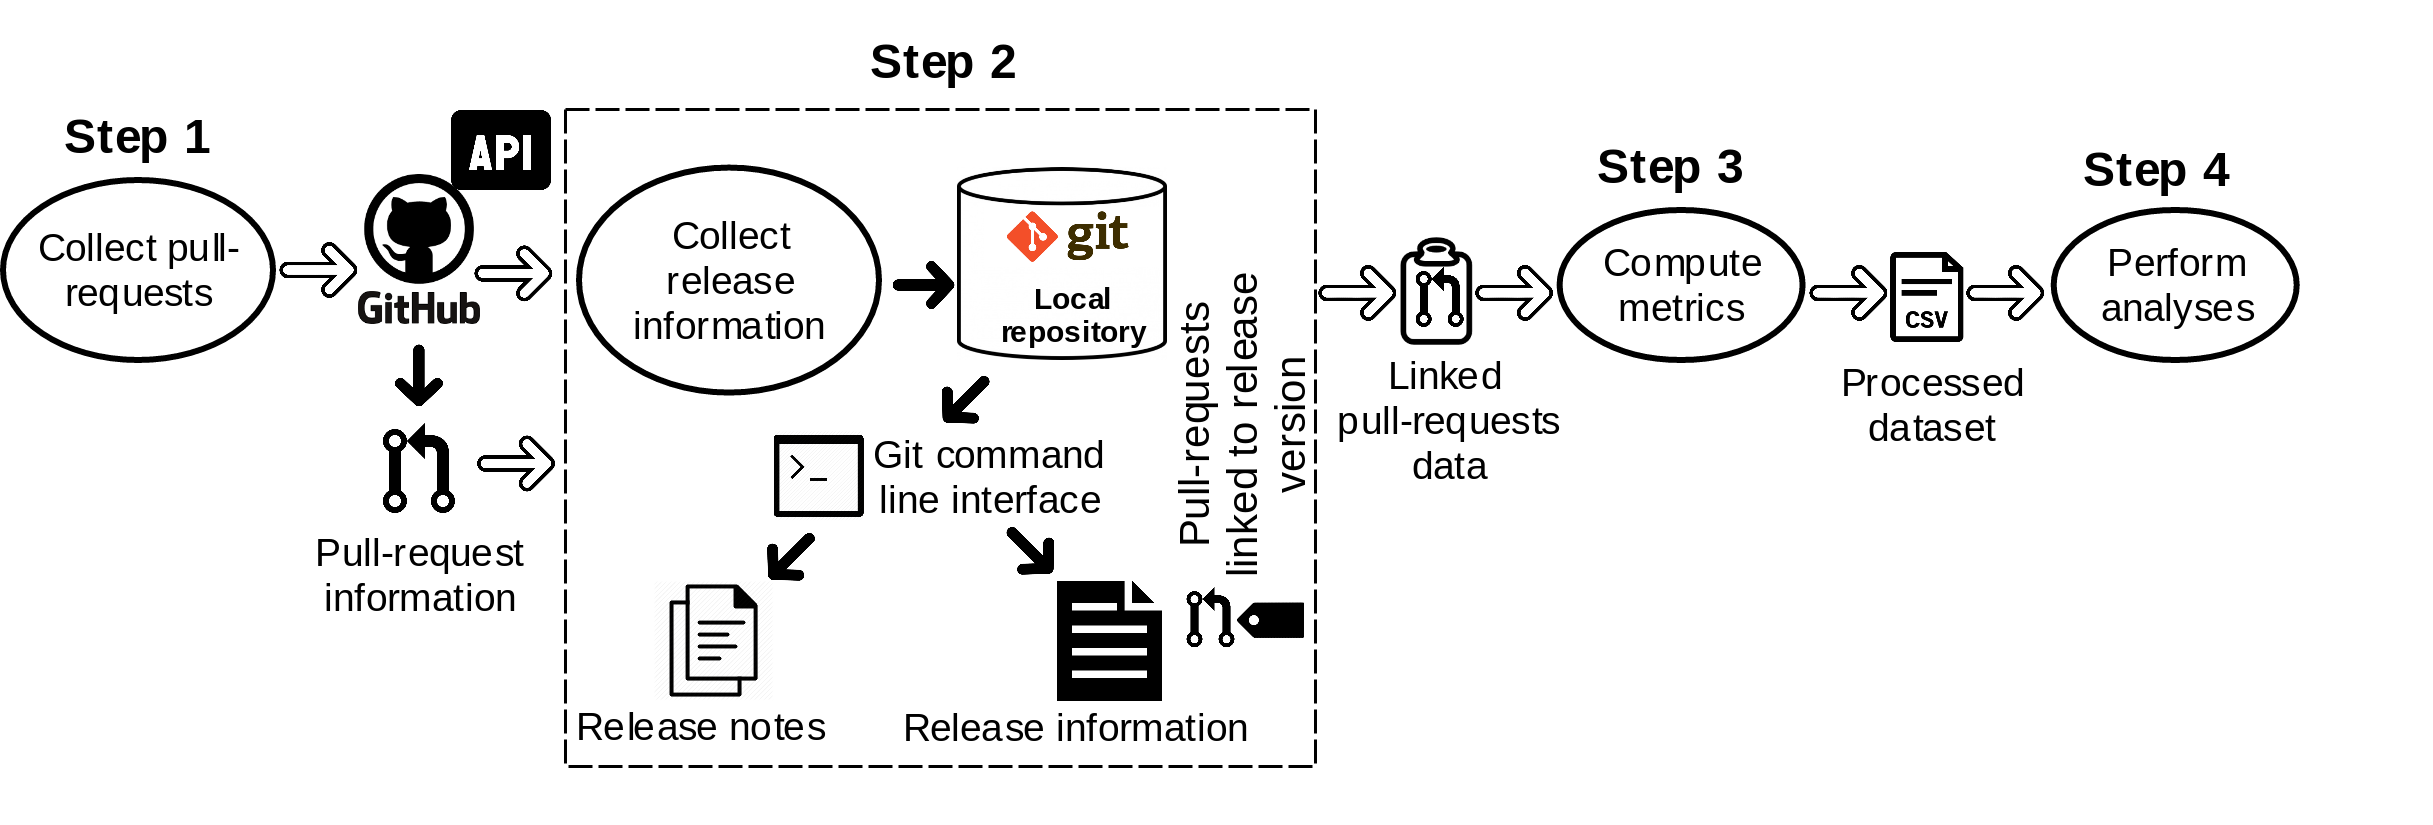 Step 1
Collect pull-
requests
API
GitHub
Pull-request
information
Step 2
Collect
release
information
git
Local
repository
>_
Git command
line interface
Release notes
Release information
Pull-requests
linked to release
version
Linked
pull-requests
data
Step 3
Compute
metrics
CSV
Processed
dataset
Step 4
Perform
analyses